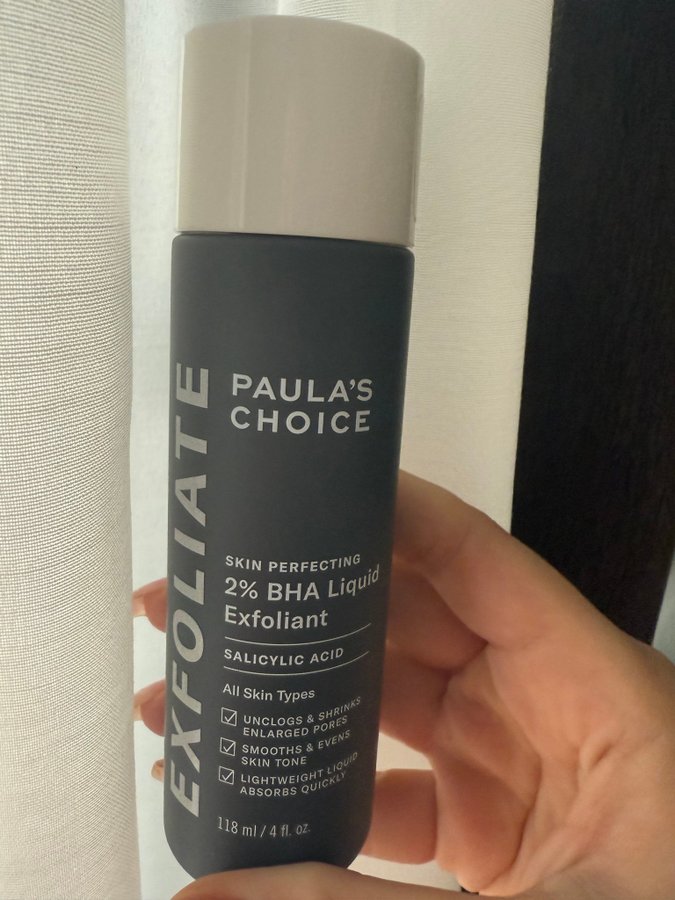 EXFOLIATE
PAULA'S
CHOICE
SKIN PERFECTING
2% BHA Liquid
Exfoliant
SALICYLIC ACID
All Skin Types
UNCLOGS & SHRINKS
ENLARGED PORES
SMOOTHS & EVENS
SKIN TONE
LIGHTWEIGHT LIQUID
ABSORBS QUICKLY
118 ml / 4 fl. oz.